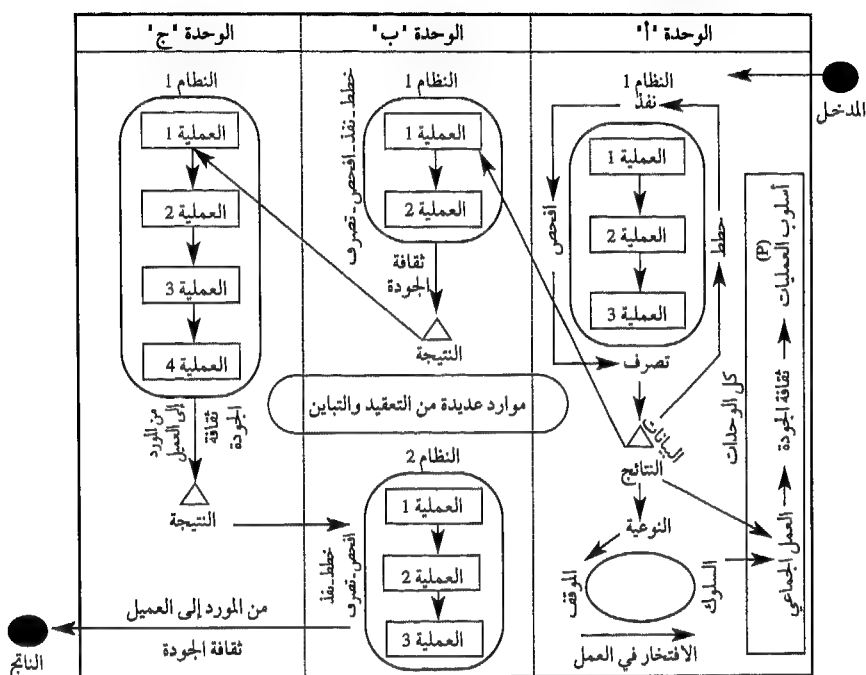 الوحدة "أ"
الوحدة "ب"
الوحدة "ج"
المدخل
النظام 1
نفذ
العملية 1
العملية 2
العملية 3
أفحص
خطط
تصرف
البيانات
النتائج
كل الوحدات
النوعية
الموقف
السلوك
الافتخار في العمل
أسلوب العمليات
(P)
ثقافة الجودة
العمل الجماعي
النظام 1
خطط - نفذ - افحص - تصرف
العملية 1
العملية 2
ثقافة
الجودة
النتيجة
موارد عديدة من التعقيد والتباين
النظام 2
خطط - نفذ
افحص - تصرف
العملية 1
العملية 2
العملية 3
النظام 1
العملية 1
العملية 2
العملية 3
العملية 4
من المورد
إلى العميل
ثقافة
الجودة
النتيجة
من المورد إلى العميل
ثقافة الجودة
الناتج